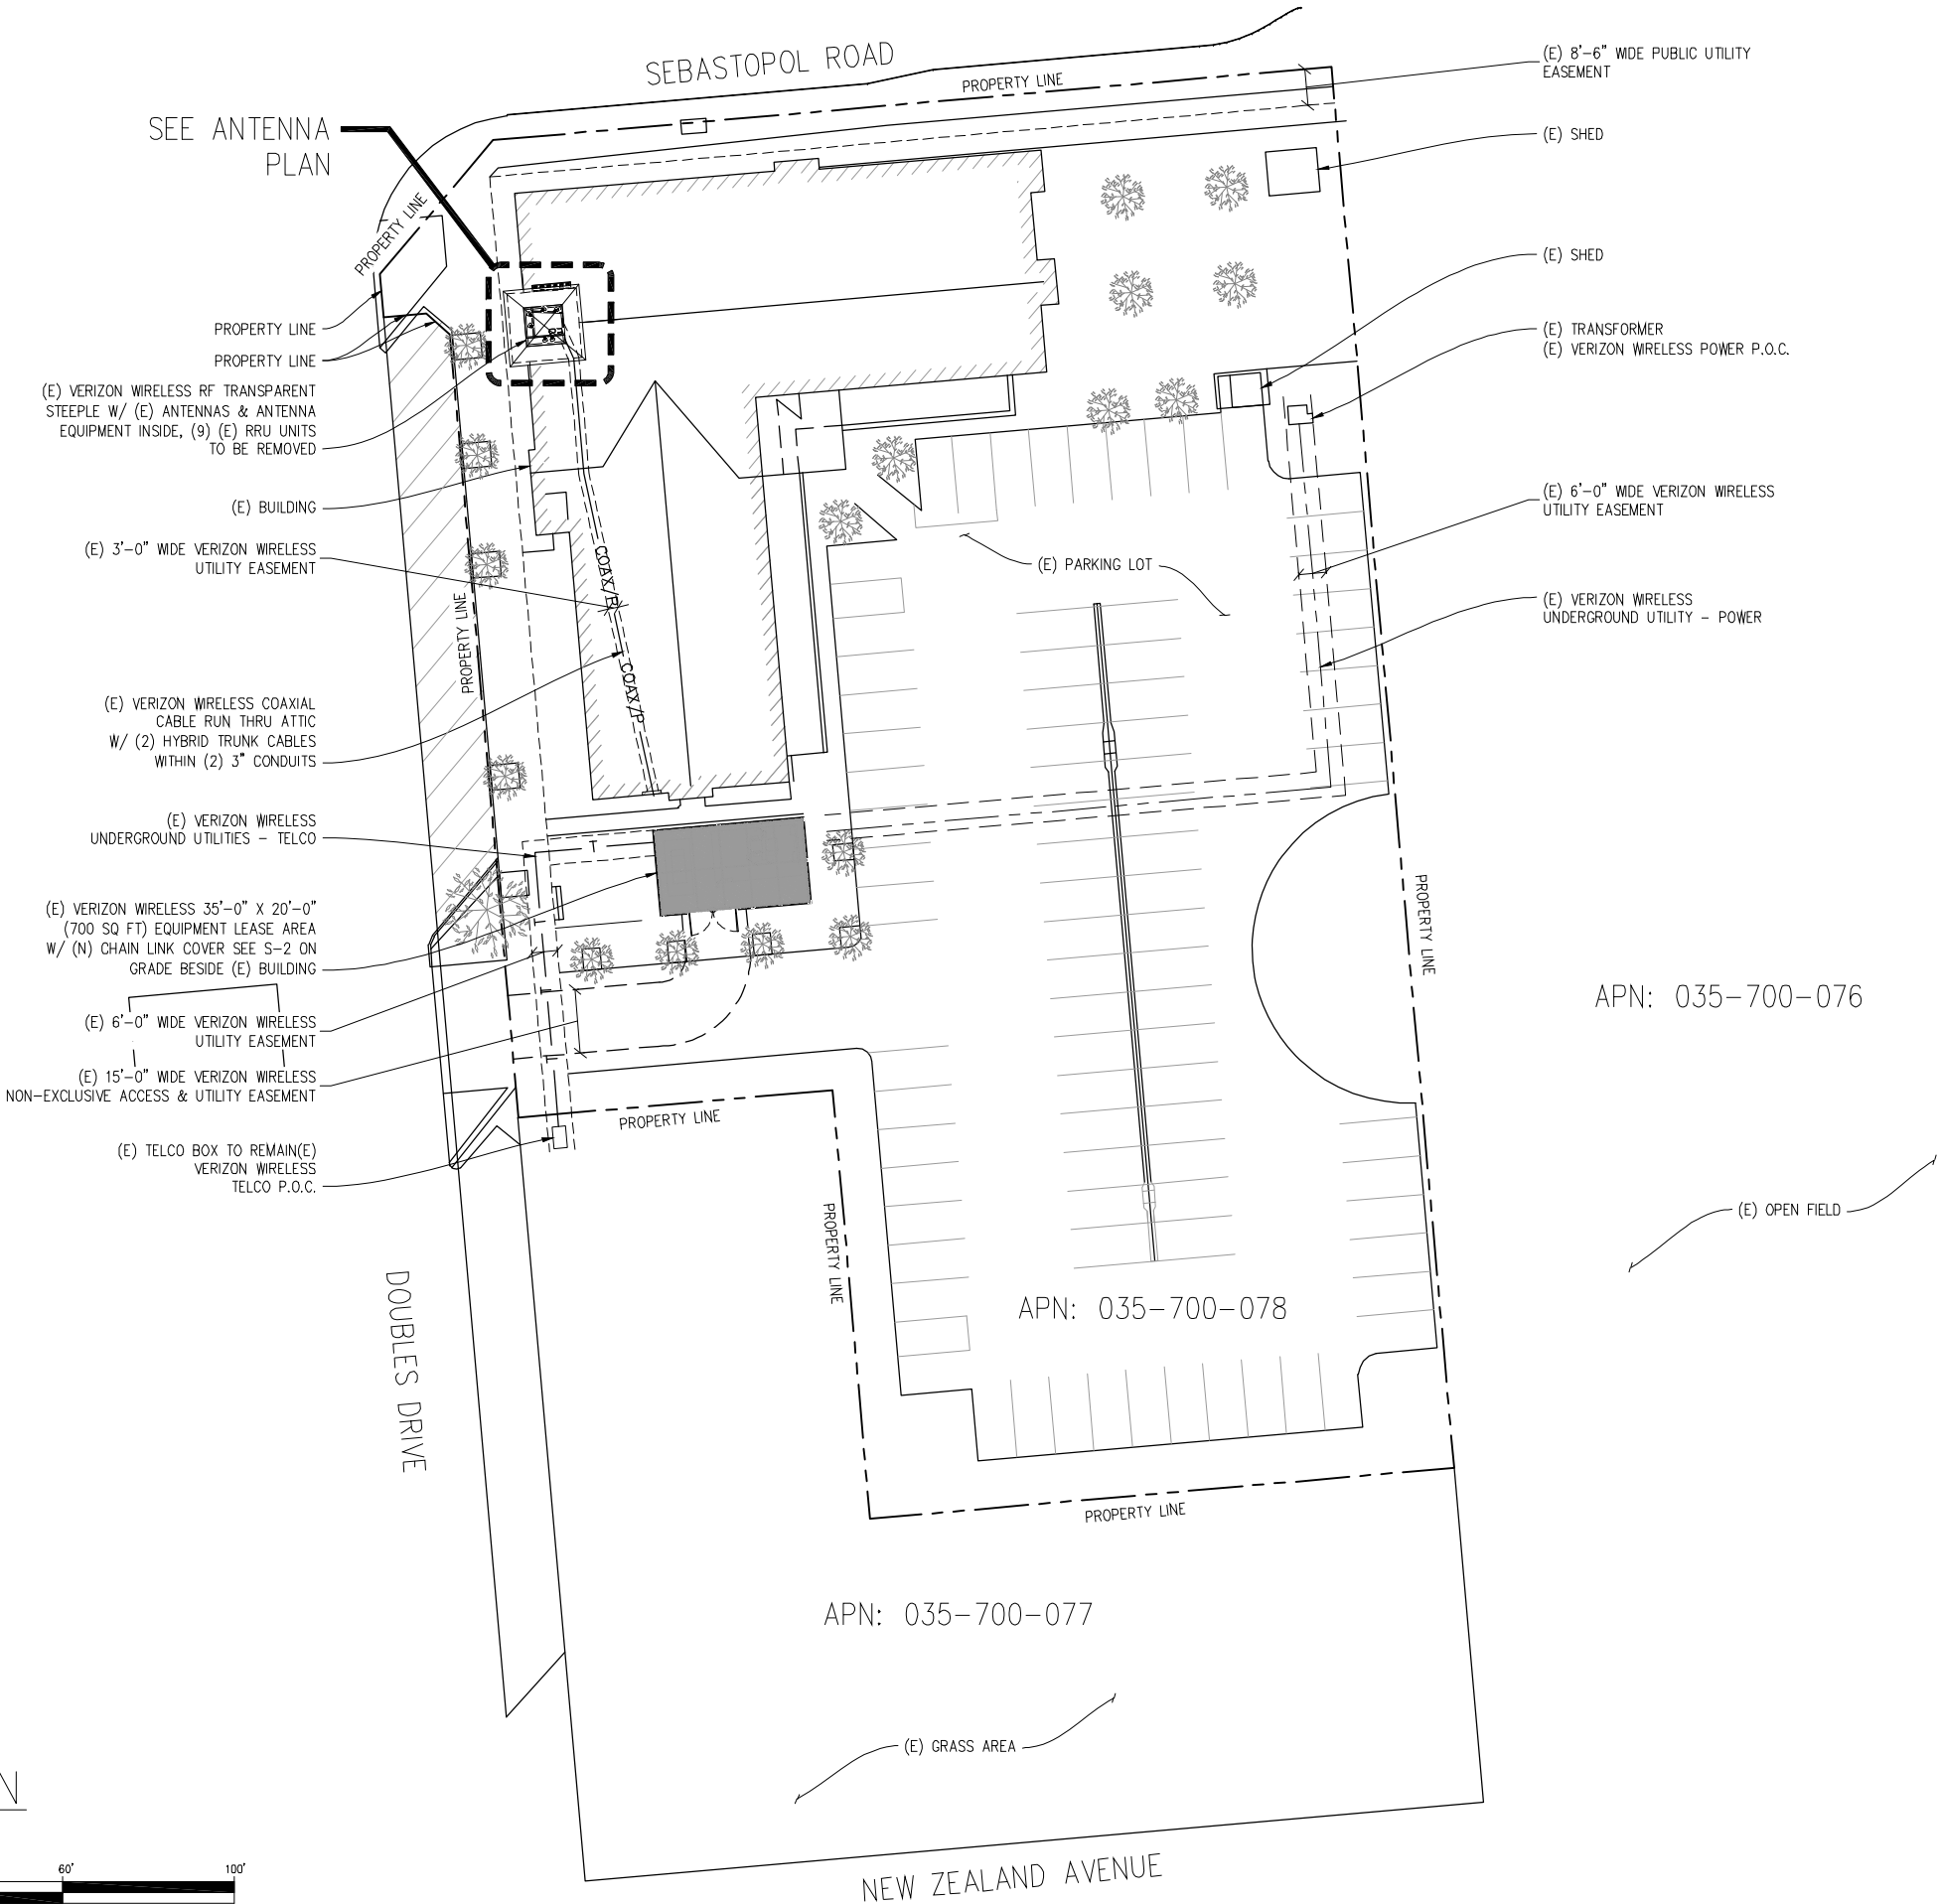 SEBASTOPOL ROAD
PROPERTY LINE
(E) 8'-6" WIDE PUBLIC UTILITY
EASEMENT
SEE ANTENNA
PLAN
(E) SHED
PROPERTY LINE
(E) SHED
PROPERTY LINE
PROPERTY LINE
(E) TRANSFORMER
(E) VERIZON WIRELESS POWER P.O.C.
(E) VERIZON WIRELESS RF TRANSPARENT
STEEPLE W/ (E) ANTENNAS & ANTENNA
EQUIPMENT INSIDE, (9) (E) RRU UNITS
TO BE REMOVED
(E) BUILDING
(E) 6'-0" WIDE VERIZON WIRELESS
UTILITY EASEMENT
(E) 3'-0" WIDE VERIZON WIRELESS
UTILITY EASEMENT
COAX/P
(E) PARKING LOT
(E) VERIZON WIRELESS
UNDERGROUND UTILITY - POWER
PROPERTY LINE
COAX/P
(E) VERIZON WIRELESS COAXIAL
CABLE RUN THRU ATTIC
W/ (2) HYBRID TRUNK CABLES
WITHIN (2) 3" CONDUITS
(E) VERIZON WIRELESS
UNDERGROUND UTILITIES - TELCO
T
(E) VERIZON WIRELESS 35'-0" X 20'-0"
(700 SQ FT) EQUIPMENT LEASE AREA
W/ (N) CHAIN LINK COVER SEE S-2 ON
GRADE BESIDE (E) BUILDING
PROPERTY LINE
APN: 035-700-076
(E) 6'-0" WIDE VERIZON WIRELESS
UTILITY EASEMENT
(E) 15'-0" WIDE VERIZON WIRELESS
NON-EXCLUSIVE ACCESS & UTILITY EASEMENT
PROPERTY LINE
(E) TELCO BOX TO REMAIN(E)
VERIZON WIRELESS
TELCO P.O.C.
PROPERTY LINE
(E) OPEN FIELD
DOUBLES DRIVE
APN: 035-700-078
PROPERTY LINE
APN: 035-700-077
(E) GRASS AREA
N
60'
100'
NEW ZEALAND AVENUE